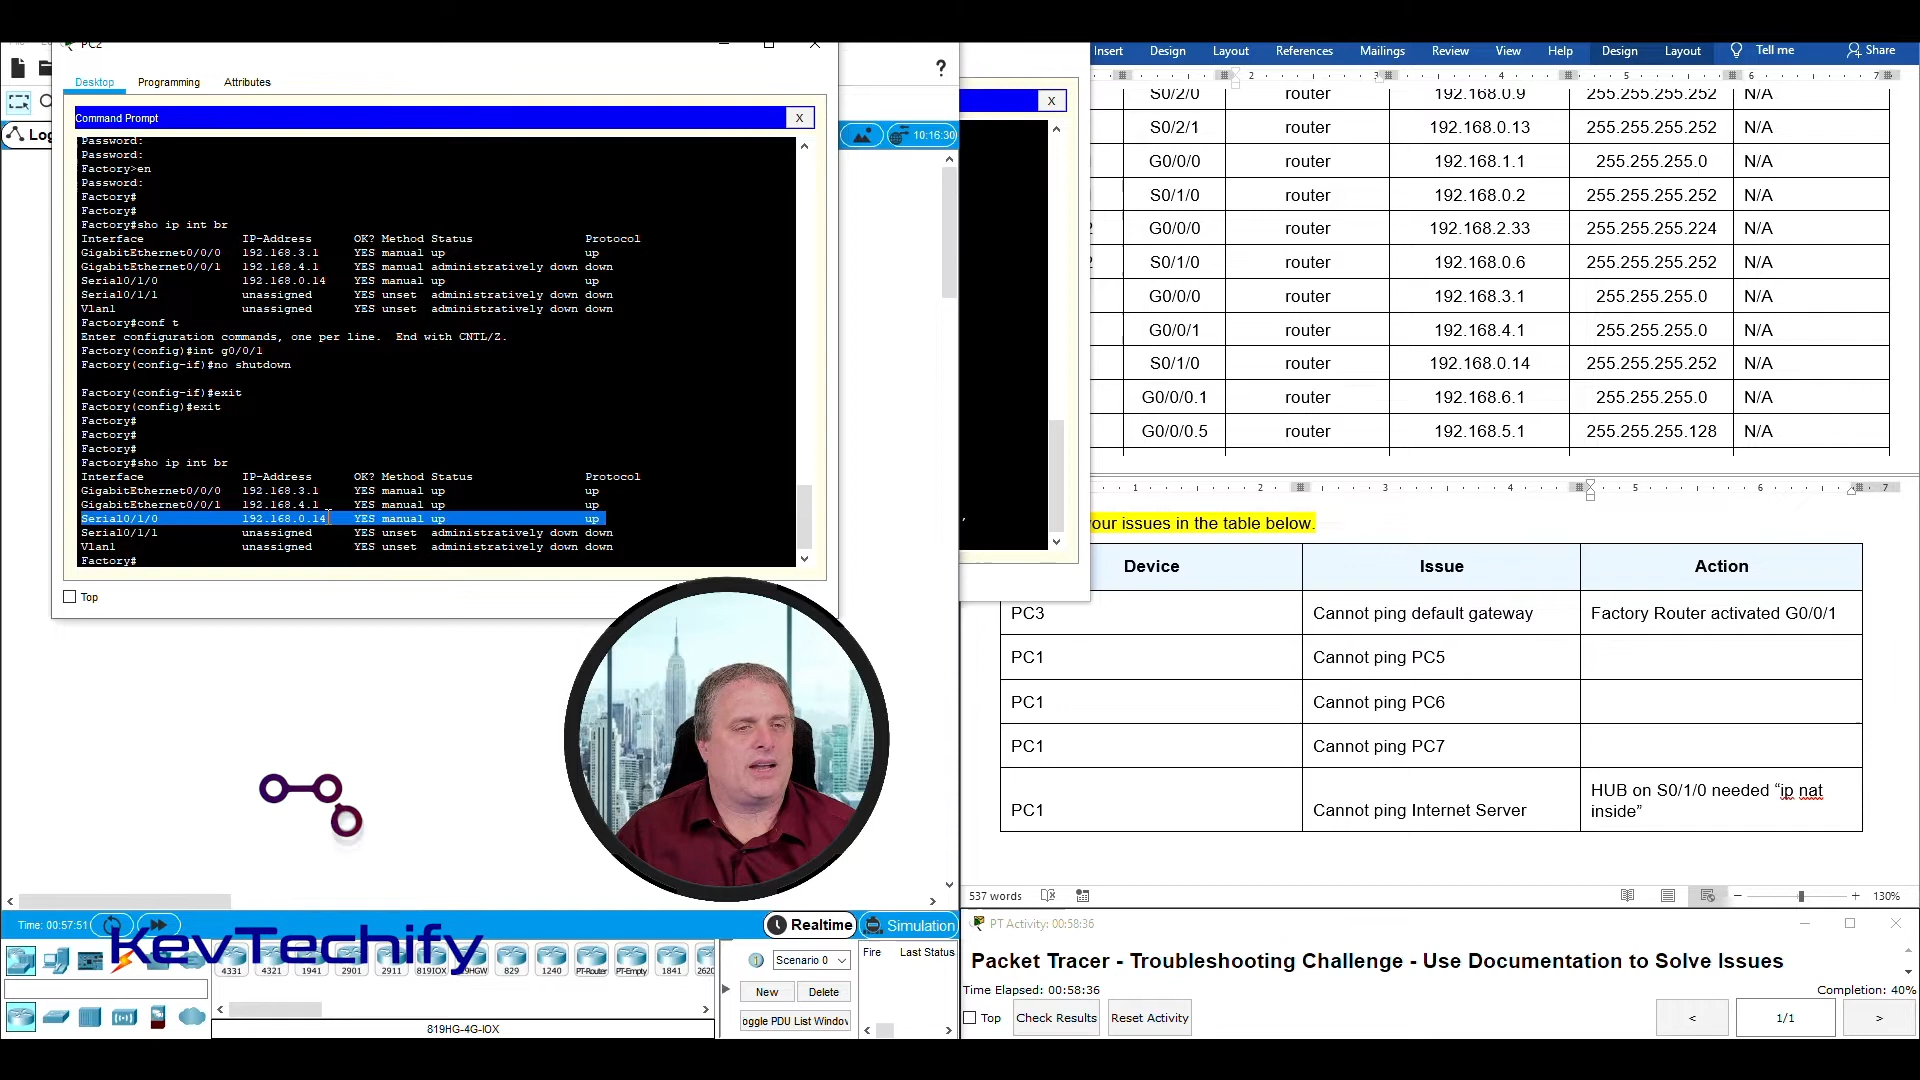 PC2
Desktop Programming Attributes
?
Command Prompt X
Password:
Password:
Factory>en
Password:
Factory#
Factory#
Factory#sho ip int br
Interface IP-Address OK? Method Status Protocol
GigabitEthernet0/0/0 192.168.3.1 YES manual up up
GigabitEthernet0/0/1 192.168.4.1 YES manual administratively down down
Serial0/1/0 192.168.0.14 YES manual up up
Serial0/1/1 unassigned YES unset administratively down down
Vlan1 unassigned YES unset administratively down down
Factory#conf t
Enter configuration commands, one per line. End with CNTL/Z.
Factory(config)#int g0/0/1
Factory(config-if)#no shutdown
Factory(config-if)#exit
Factory(config)#exit
Factory#
Factory#
Factory#
Factory#sho ip int br
Interface IP-Address OK? Method Status Protocol
GigabitEthernet0/0/0 192.168.3.1 YES manual up up
GigabitEthernet0/0/1 192.168.4.1 YES manual up up
Serial0/1/0 192.168.0.14 YES manual up up
Serial0/1/1 unassigned YES unset administratively down down
Vlan1 unassigned YES unset administratively down down
Factory#
Top
10:16:30
X
Insert Design Layout References Mailings Review View Help Design Layout Tell me Share
2 3 4 5 6 7
S0/2/0 router 192.168.0.9 255.255.255.252 N/A
S0/2/1 router 192.168.0.13 255.255.255.252 N/A
G0/0/0 router 192.168.1.1 255.255.255.0 N/A
S0/1/0 router 192.168.0.2 255.255.255.252 N/A
G0/0/0 router 192.168.2.33 255.255.255.224 N/A
S0/1/0 router 192.168.0.6 255.255.255.252 N/A
G0/0/0 router 192.168.3.1 255.255.255.0 N/A
G0/0/1 router 192.168.4.1 255.255.255.0 N/A
S0/1/0 router 192.168.0.14 255.255.255.252 N/A
G0/0/0.1 router 192.168.6.1 255.255.255.0 N/A
G0/0/0.5 router 192.168.5.1 255.255.255.128 N/A
1 2 3 4 5 6 7
your issues in the table below.
Device Issue Action
PC3 Cannot ping default gateway Factory Router activated G0/0/1
PC1 Cannot ping PC5
PC1 Cannot ping PC6
PC1 Cannot ping PC7
PC1 Cannot ping Internet Server HUB on S0/1/0 needed “ip nat
inside”
537 words 130%
Time: 00:57:51
Realtime Simulation
KevTechify
4331 4321 1941 2901 2911 819IOX 829 1240 PT-Router PT-Empty 1841
Scenario 0
Fire Last Status
New Delete
819HG-4G-IOX
PT Activity: 00:58:36
Packet Tracer - Troubleshooting Challenge - Use Documentation to Solve Issues
Time Elapsed: 00:58:36 Completion: 40%
Top Check Results Reset Activity < 1/1 >